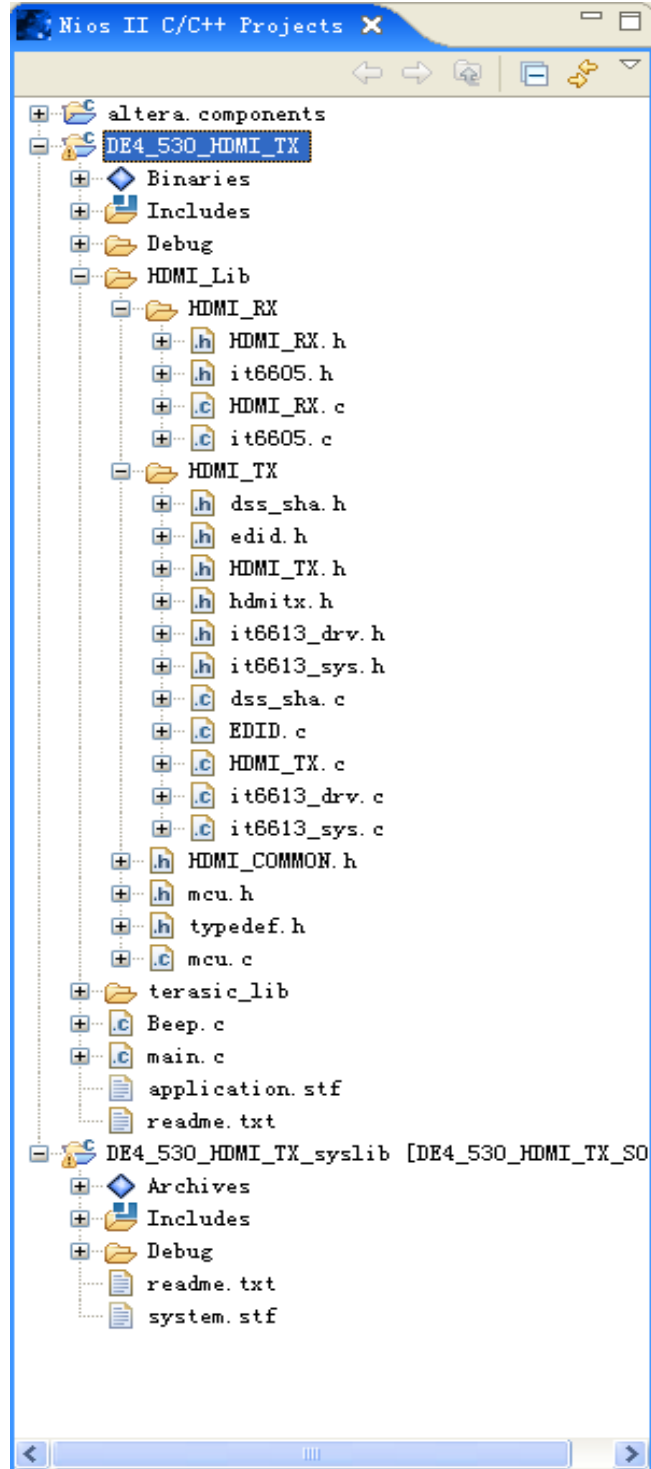 Nios II C/C++ Projects
altera.components
DE4_530_HDMI_TX
Binaries
Includes
Debug
HDMI_Lib
HDMI_RX
.h HDMI_RX.h
.h it6605.h
.c HDMI_RX.c
.c it6605.c
HDMI_TX
.h dss_sha.h
.h edid.h
.h HDMI_TX.h
.h hdmitx.h
.h it6613_drv.h
.h it6613_sys.h
.c dss_sha.c
.c EDID.c
.c HDMI_TX.c
.c it6613_drv.c
.c it6613_sys.c
.h HDMI_COMMON.h
.h mcu.h
.h typedef.h
.c mcu.c
terasic_lib
.c Beep.c
.c main.c
application.stf
readme.txt
DE4_530_HDMI_TX_syslib [DE4_530_HDMI_TX_SO
Archives
Includes
Debug
readme.txt
system.stf